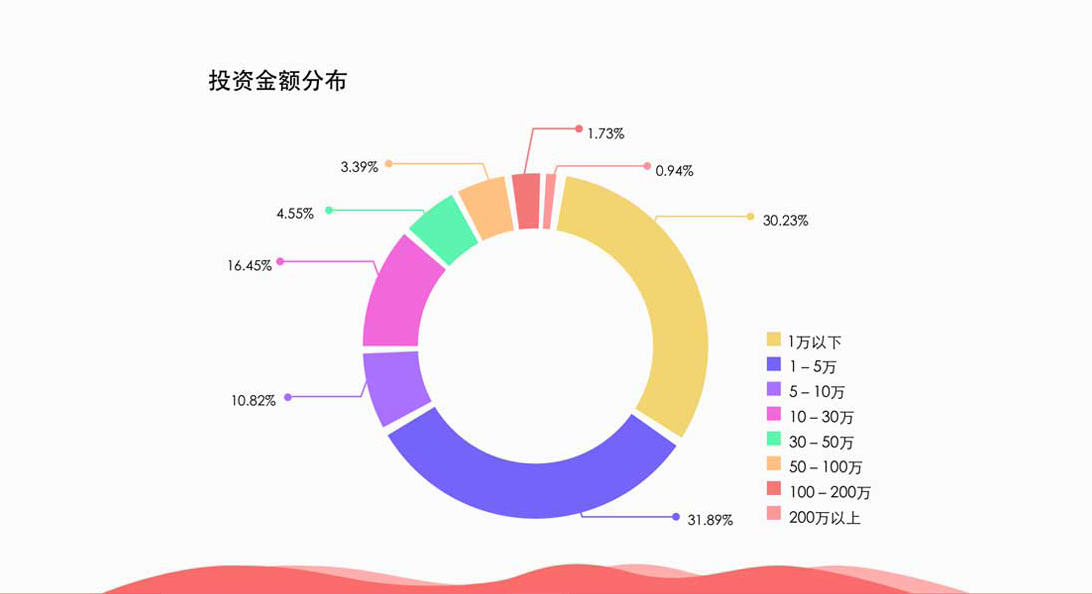 投资金额分布
1.73%
3.39%
0.94%
4.55%
30.23%
16.45%
10.82%
31.89%
1万以下
1 – 5万
5 – 10万
10 – 30万
30 – 50万
50 – 100万
100 – 200万
200万以上